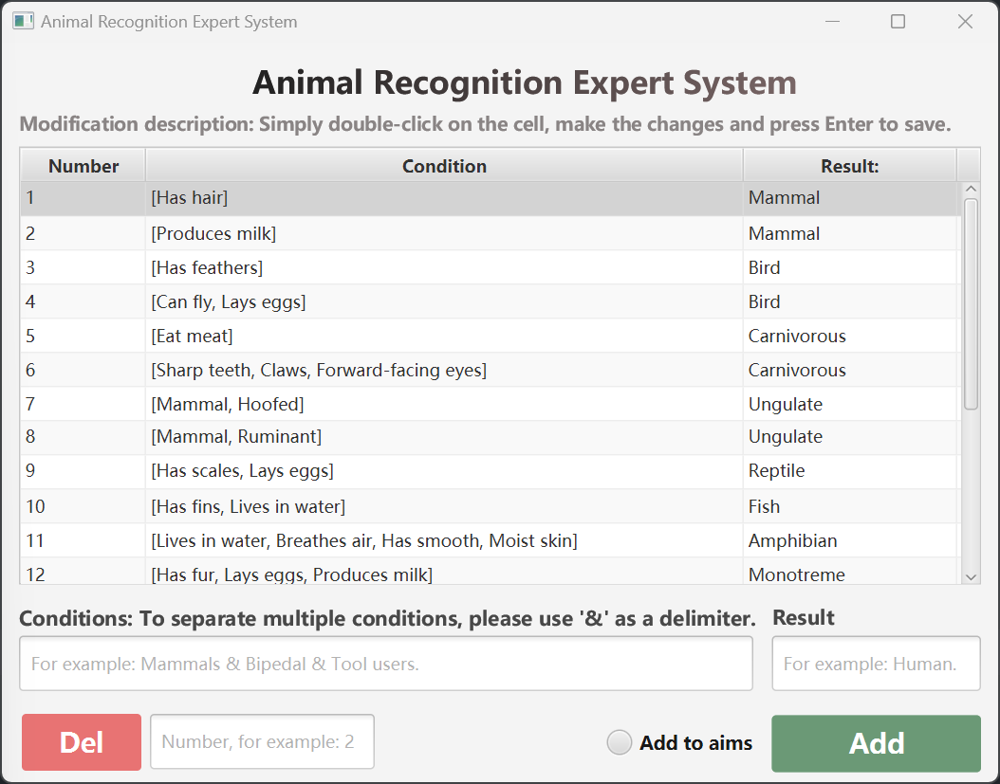 Animal Recognition Expert System
Animal Recognition Expert System
Modification description: Simply double-click on the cell, make the changes and press Enter to save.
Number Condition Result:
1 [Has hair] Mammal
2 [Produces milk] Mammal
3 [Has feathers] Bird
4 [Can fly, Lays eggs] Bird
5 [Eat meat] Carnivorous
6 [Sharp teeth, Claws, Forward-facing eyes] Carnivorous
7 [Mammal, Hoofed] Ungulate
8 [Mammal, Ruminant] Ungulate
9 [Has scales, Lays eggs] Reptile
10 [Has fins, Lives in water] Fish
11 [Lives in water, Breathes air, Has smooth, Moist skin] Amphibian
12 [Has fur, Lays eggs, Produces milk] Monotreme
Conditions: To separate multiple conditions, please use '&' as a delimiter. Result
For example: Mammals & Bipedal & Tool users. For example: Human.
Del Number, for example: 2 Add to aims Add